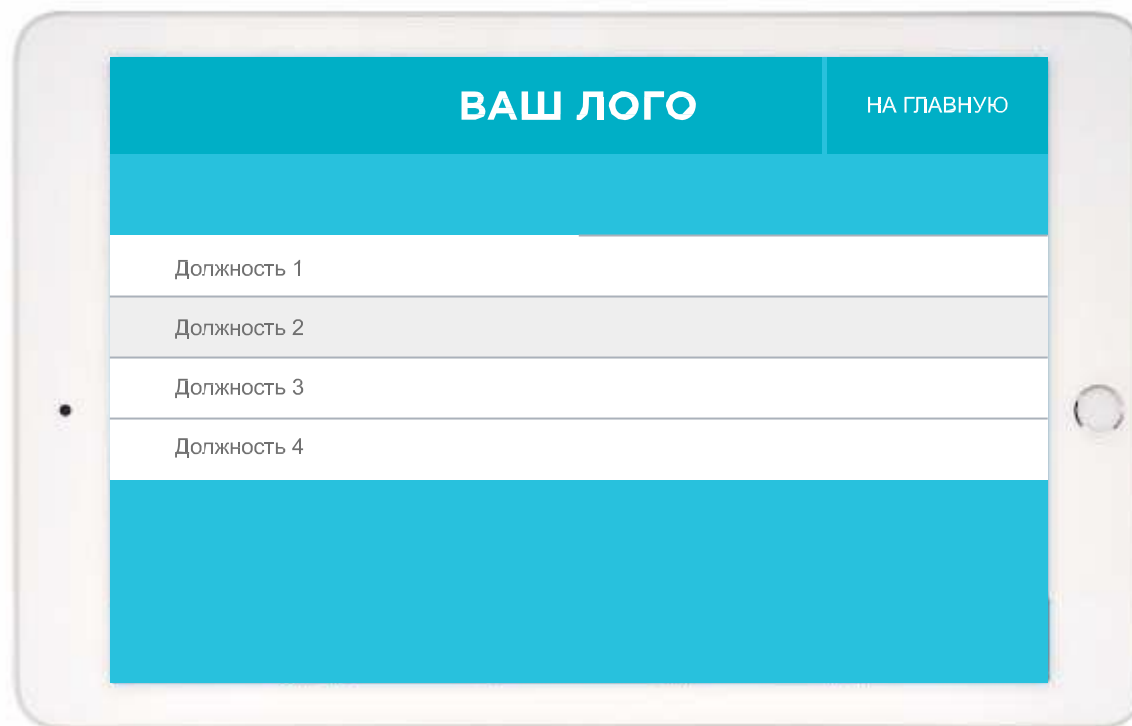 ВАШ ЛОГО
НА ГЛАВНУЮ
Должность 1
Должность 2
Должность 3
Должность 4